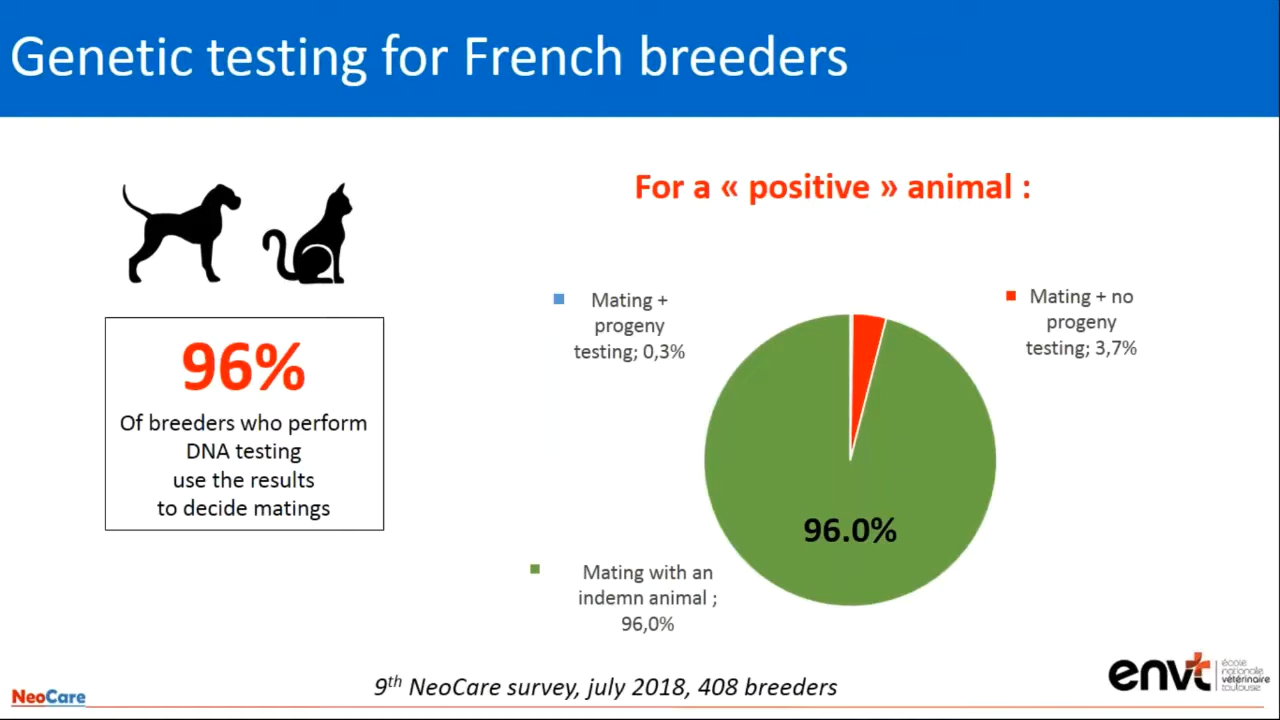 Genetic testing for French breeders
For a « positive » animal :
96%
Of breeders who perform
DNA testing
use the results
to decide matings
Mating +
progeny
testing; 0,3%
Mating + no
progeny
testing; 3,7%
96.0%
Mating with an
indemn animal ;
96,0%
9th NeoCare survey, july 2018, 408 breeders
NeoCare
envt
école
nationale
vétérinaire
toulouse